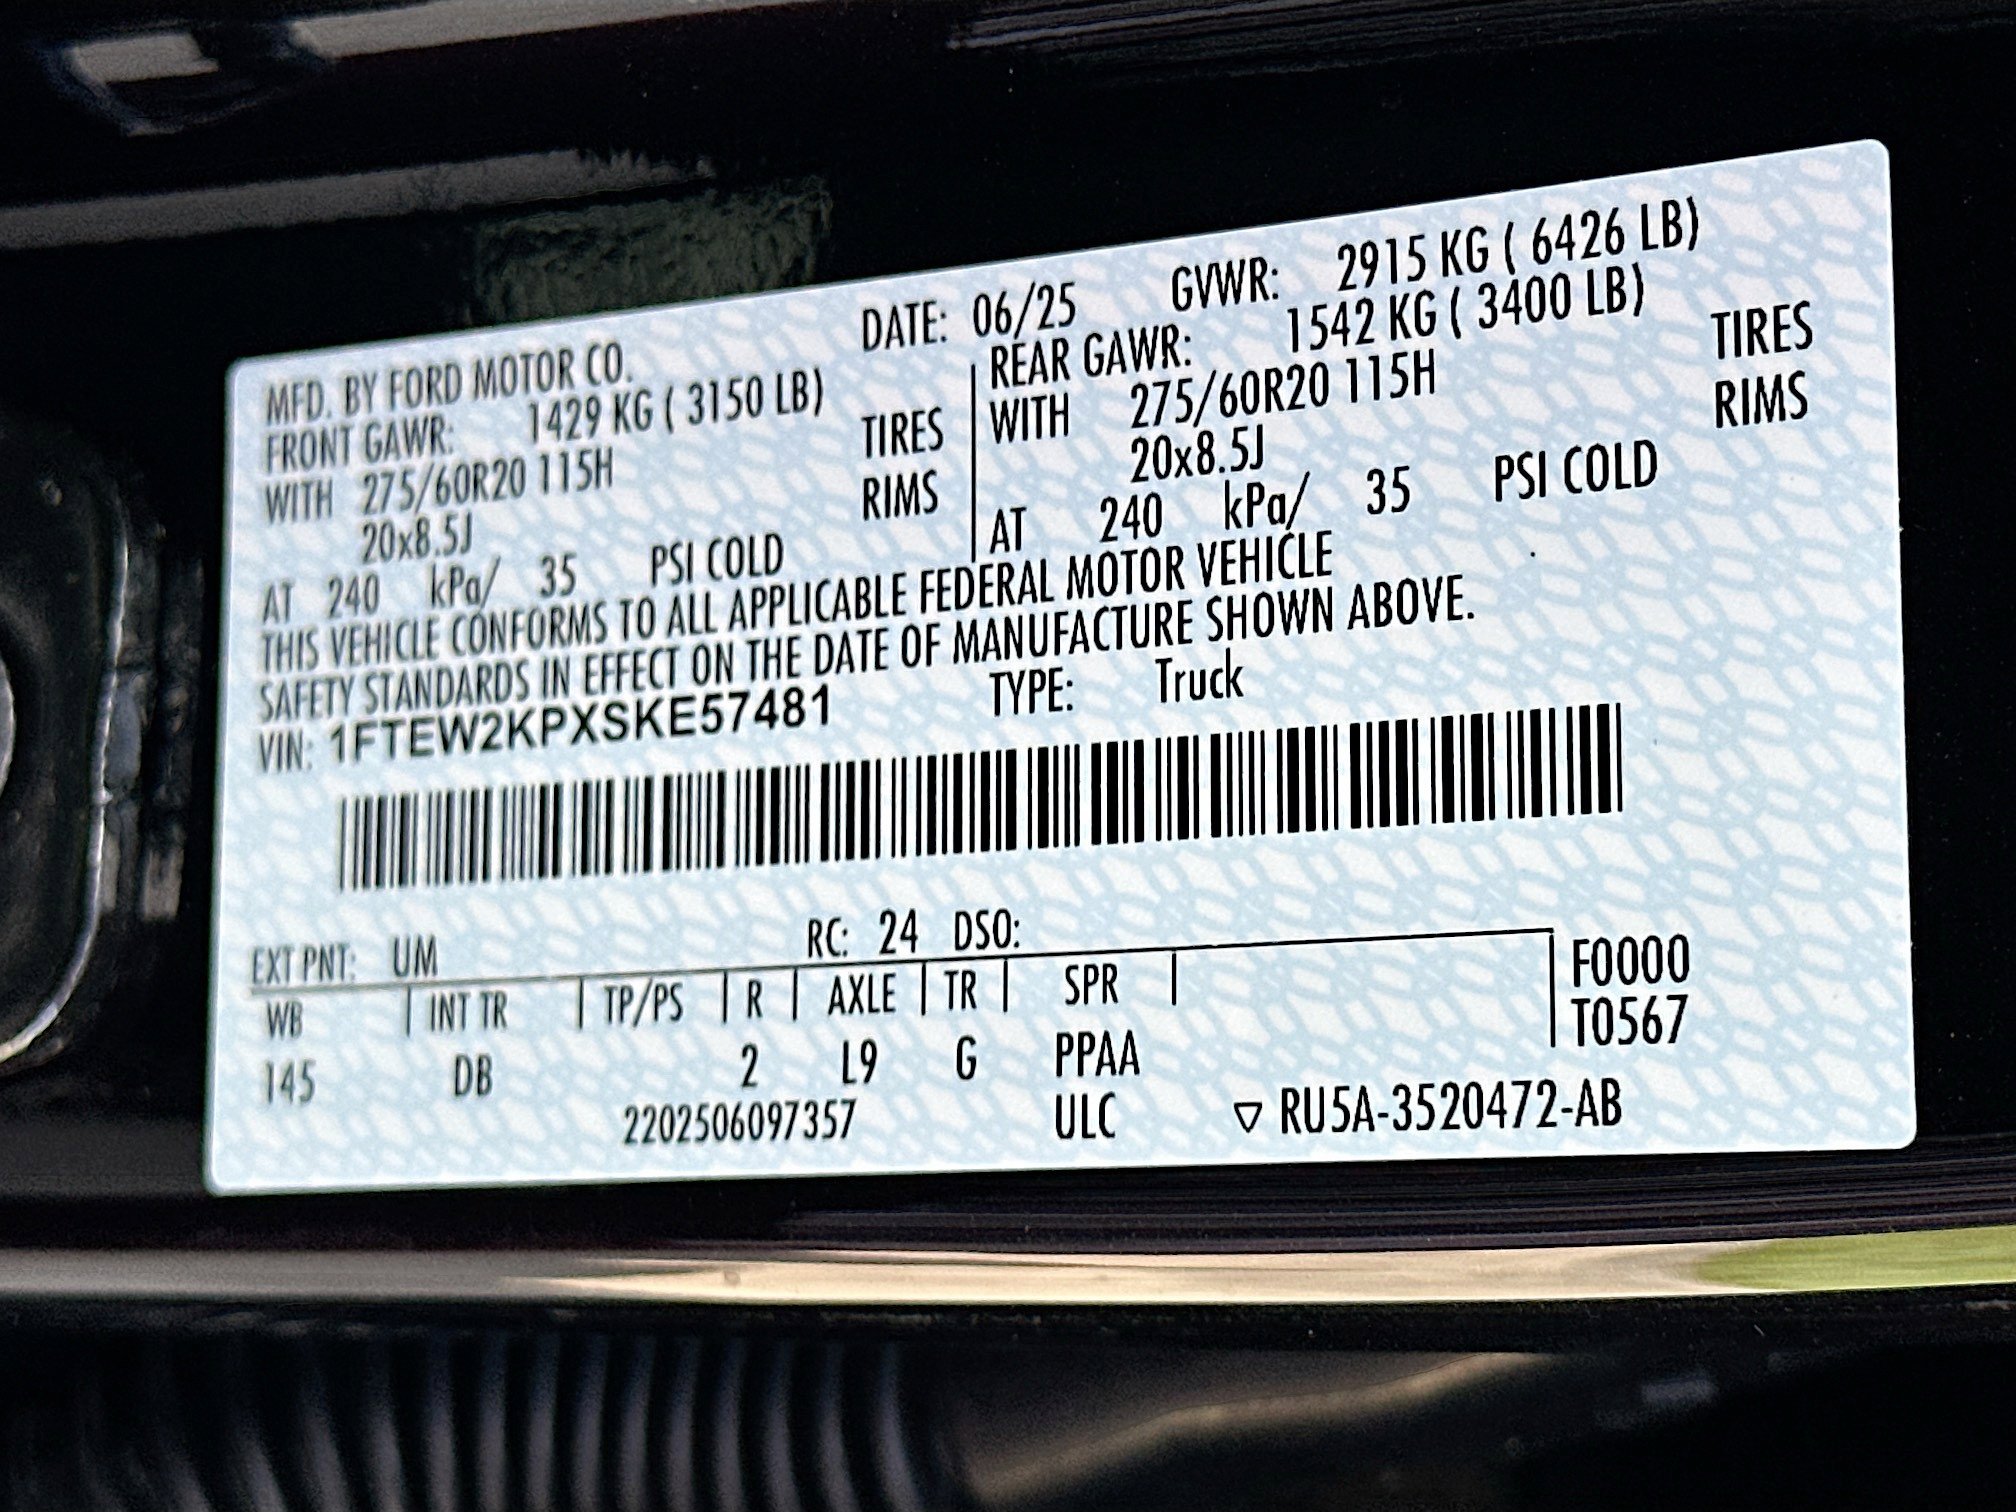 MFD. BY FORD MOTOR CO.
DATE: 06/25 GVWR: 2915 KG ( 6426 LB)
FRONT GAWR: 1429 KG ( 3150 LB)
WITH 275/60R20 115H TIRES
20x8.5J RIMS
AT 240 kPa/ 35 PSI COLD
REAR GAWR: 1542 KG ( 3400 LB)
WITH 275/60R20 115H TIRES
20x8.5J RIMS
AT 240 kPa/ 35 PSI COLD
THIS VEHICLE CONFORMS TO ALL APPLICABLE FEDERAL MOTOR VEHICLE
SAFETY STANDARDS IN EFFECT ON THE DATE OF MANUFACTURE SHOWN ABOVE.
VIN: 1FTEW2KPXSKE57481 TYPE: Truck
EXT PNT: UM RC: 24 DSO:
WB | INT TR | TP/PS | R | AXLE | TR | SPR | F0000
T0567
145 DB 2 L9 G PPAA
2202506097357 ULC ▽ RU5A-3520472-AB